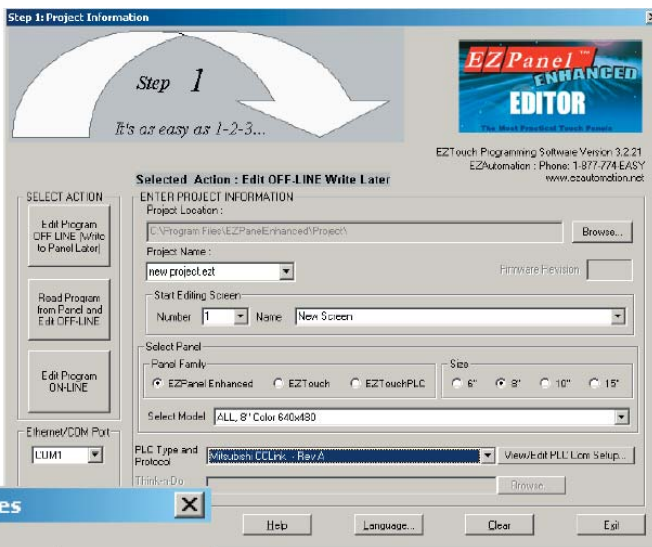 Step 1: Project Information
Step 1
It's as easy as 1-2-3...
EZPanel™
ENHANCED
EDITOR
The Most Practical Touch Panels
EZTouch Programming Software Version 3.2.21
EZAutomation : Phone: 1-877-774-EASY
www.ezautomation.net
Selected Action : Edit OFF-LINE Write Later
SELECT ACTION
Edit Program
OFF LINE (Write
to Panel Later)
Read Program
from Panel and
Edit OFF-LINE
Edit Program
ON-LINE
Ethernet/COM Port
COM1
ENTER PROJECT INFORMATION
Project Location :
C:\Program Files\EZPanelEnhanced\Project\
Browse...
Project Name :
new project.ezt
Firmware Revision
Start Editing Screen
Number 1 Name New Screen
Select Panel
Panel Family
EZPanel Enhanced EZTouch EZTouchPLC
Size
6" 8" 10" 15"
Select Model ALL, 8" Color 640x480
PLC Type and
Protocol
Mitsubishi CCLink - Rev A
View/Edit PLC Com Setup...
Browse...
es
Help Language... Clear Exit